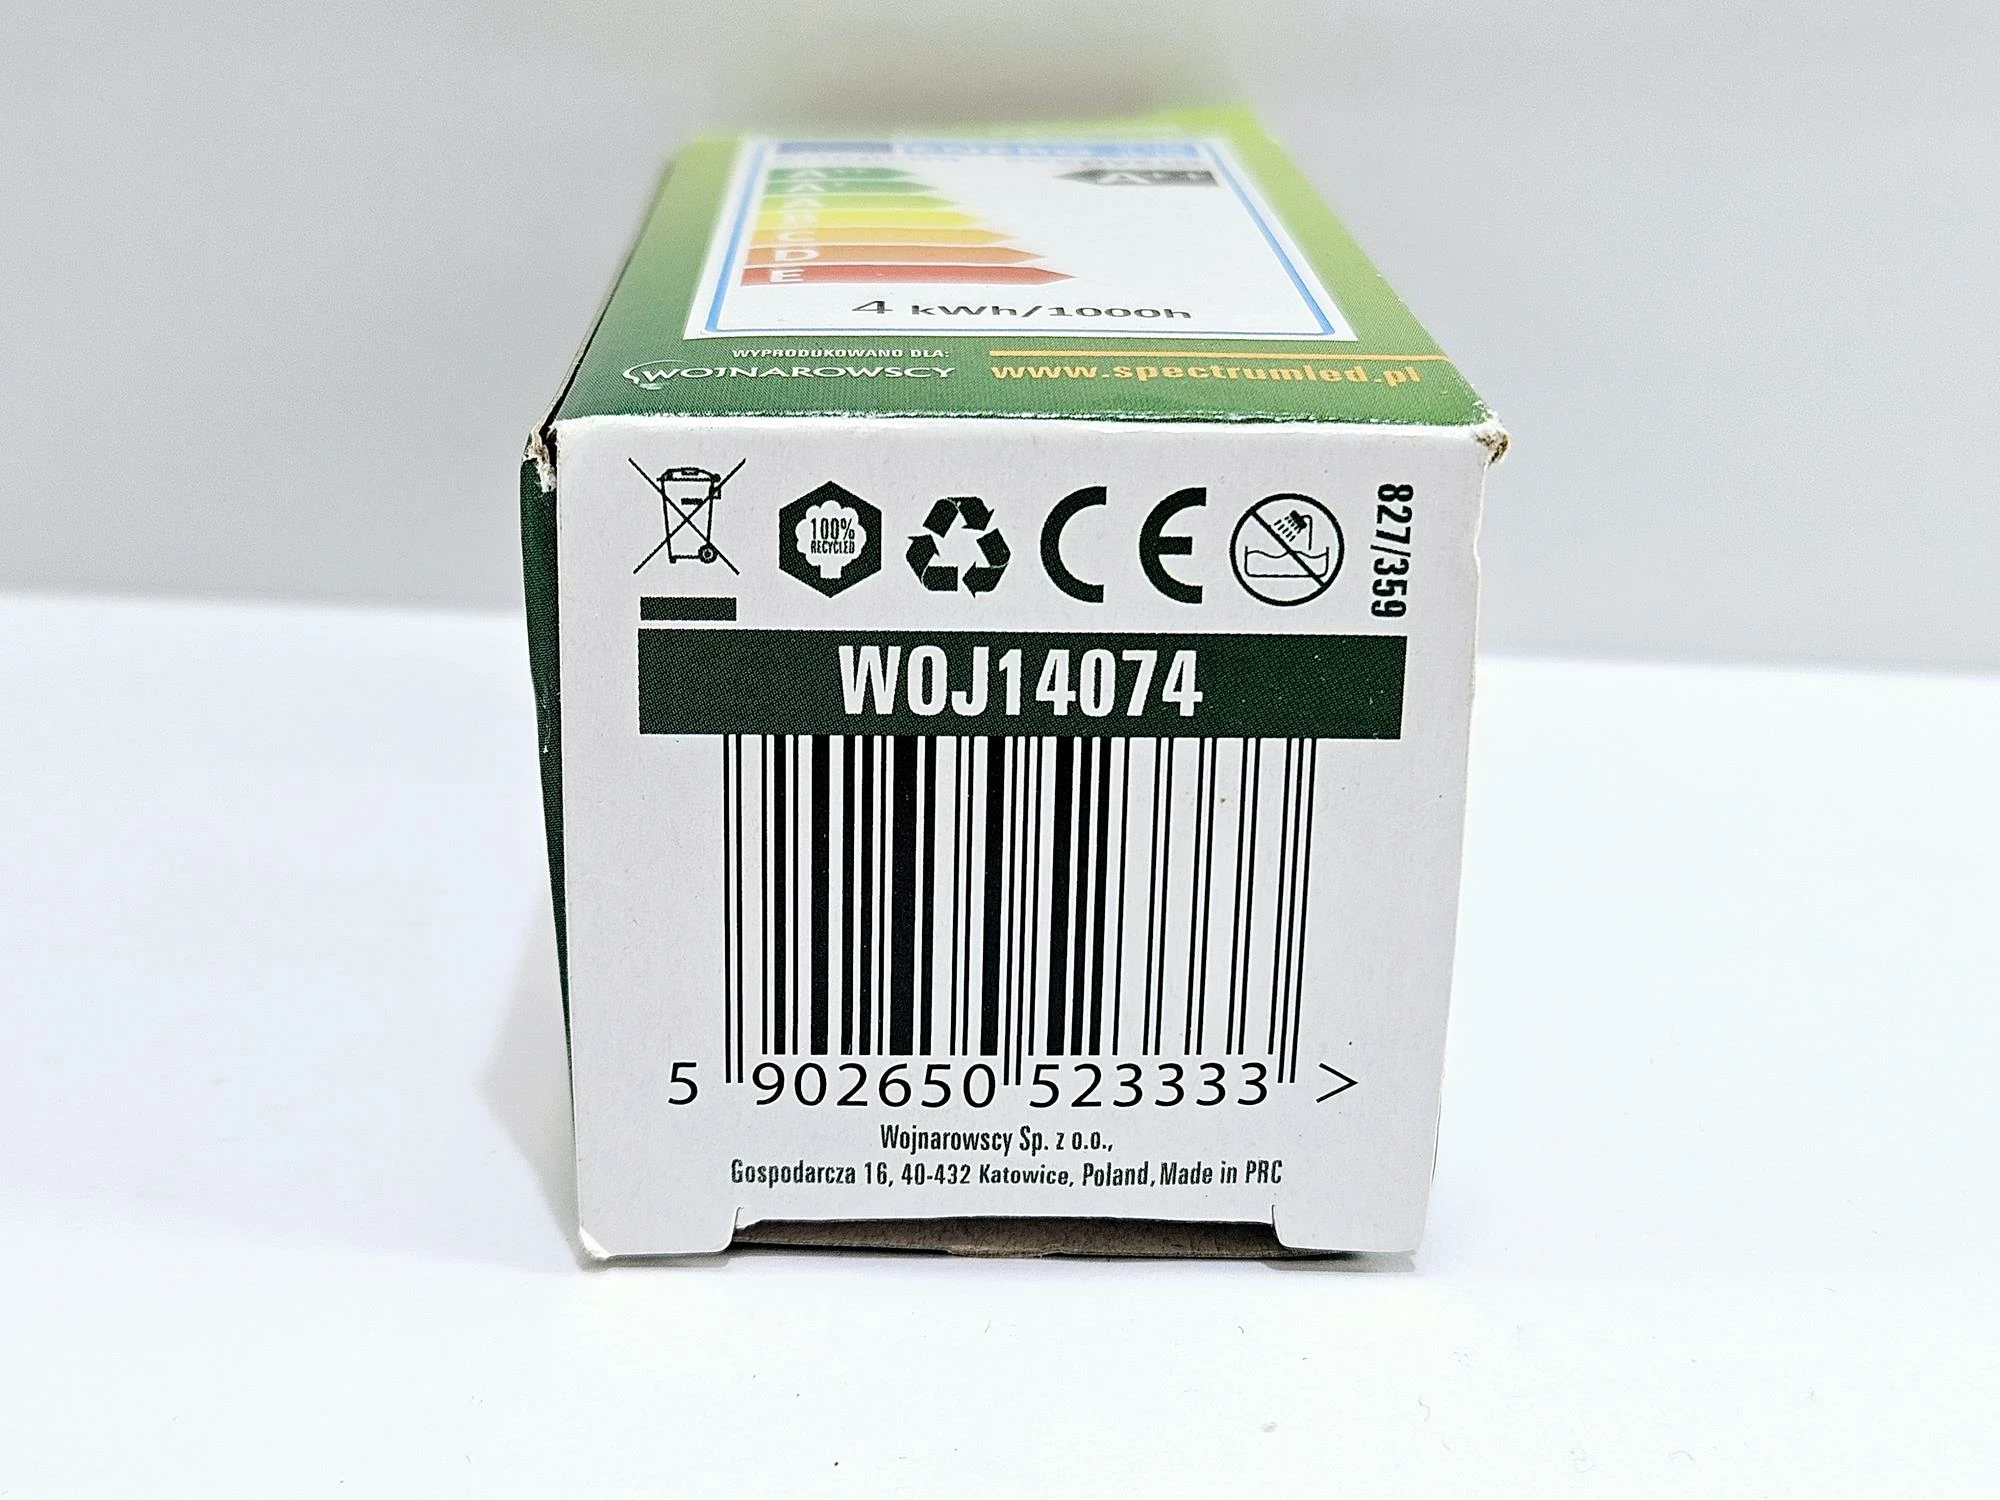 A++
A+
A
B
C
D
E
A++
4 kWh/1000h
WYPRODUKOWANO DLA:
WOJNAROWSCY
www.spectrumled.pl
100%
RECYCLED
CE
827/359
WOJ14074
5 902650 523333 >
Wojnarowscy Sp. z o.o.,
Gospodarcza 16, 40-432 Katowice, Poland, Made in PRC